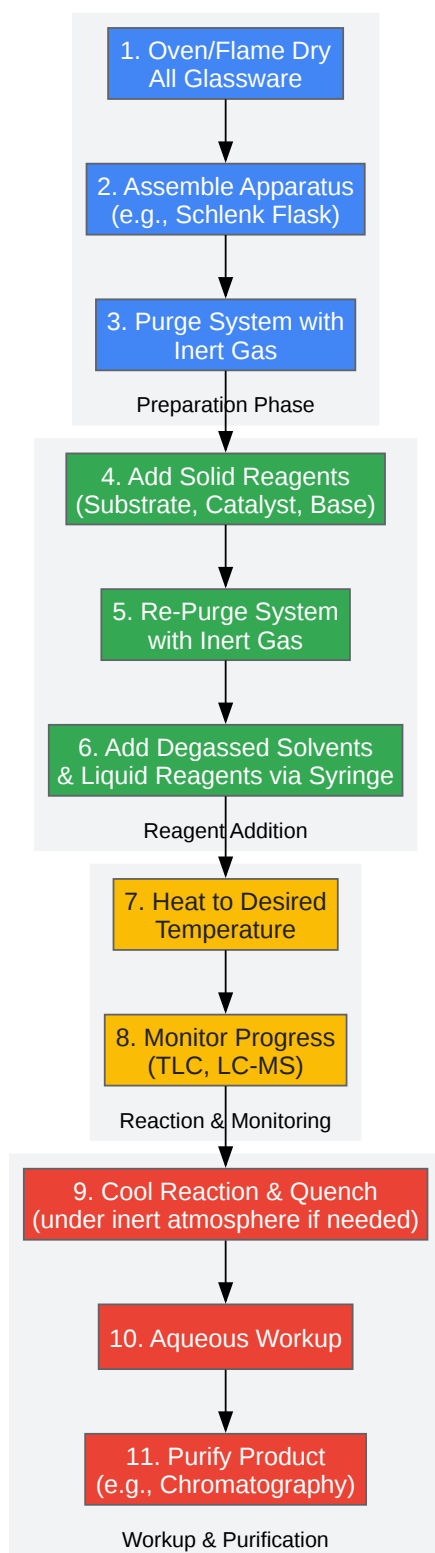 1. Oven/Flame Dry
All Glassware
2. Assemble Apparatus
(e.g., Schlenk Flask)
3. Purge System with
Inert Gas
Preparation Phase
4. Add Solid Reagents
(Substrate, Catalyst, Base)
5. Re-Purge System
with Inert Gas
6. Add Degassed Solvents
& Liquid Reagents via Syringe
Reagent Addition
7. Heat to Desired
Temperature
8. Monitor Progress
(TLC, LC-MS)
Reaction & Monitoring
9. Cool Reaction & Quench
(under inert atmosphere if needed)
10. Aqueous Workup
11. Purify Product
(e.g., Chromatography)
Workup & Purification